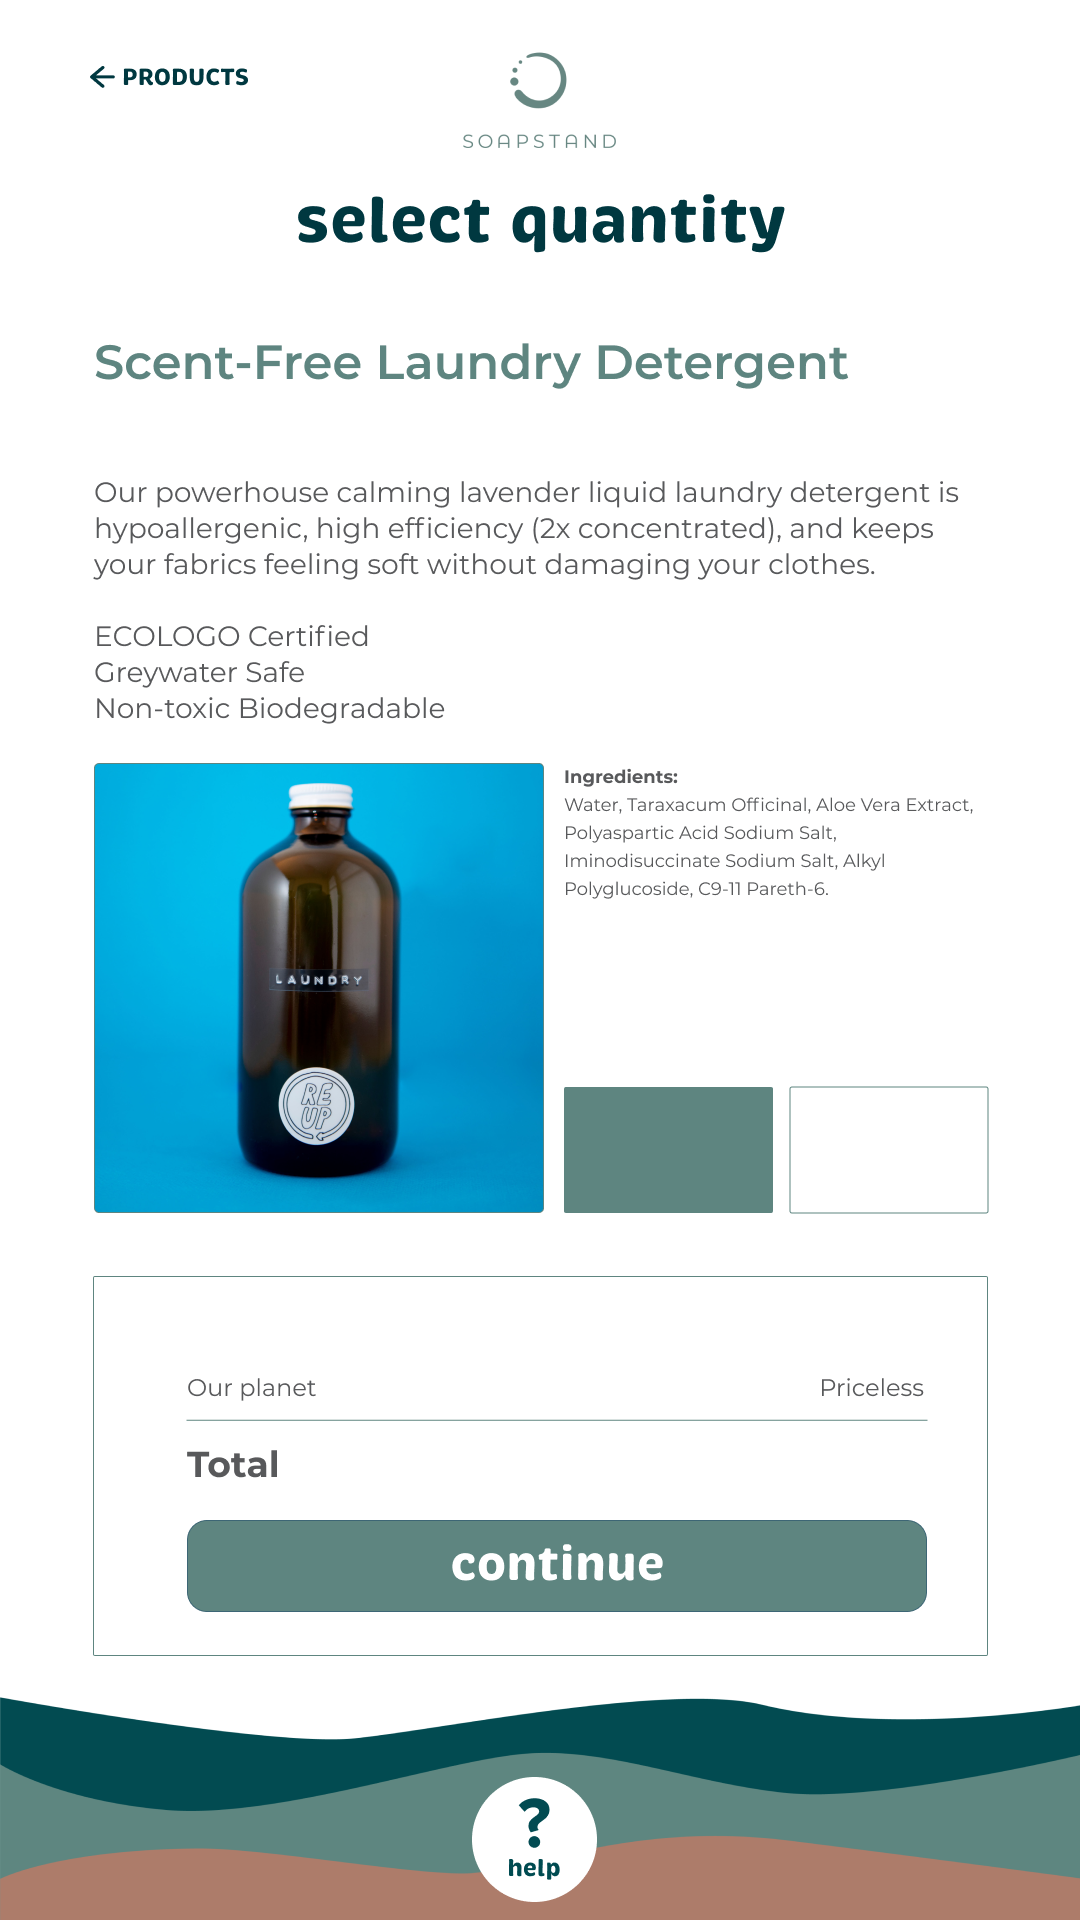 ← PRODUCTS
SOAPSTAND
select quantity
Scent-Free Laundry Detergent
Our powerhouse calming lavender liquid laundry detergent is
hypoallergenic, high efficiency (2x concentrated), and keeps
your fabrics feeling soft without damaging your clothes.
ECOLOGO Certified
Greywater Safe
Non-toxic Biodegradable
LAUNDRY
RE
UP
Ingredients:
Water, Taraxacum Officinal, Aloe Vera Extract,
Polyaspartic Acid Sodium Salt,
Iminodisuccinate Sodium Salt, Alkyl
Polyglucoside, C9-11 Pareth-6.
Our planet Priceless
Total
continue
?
help